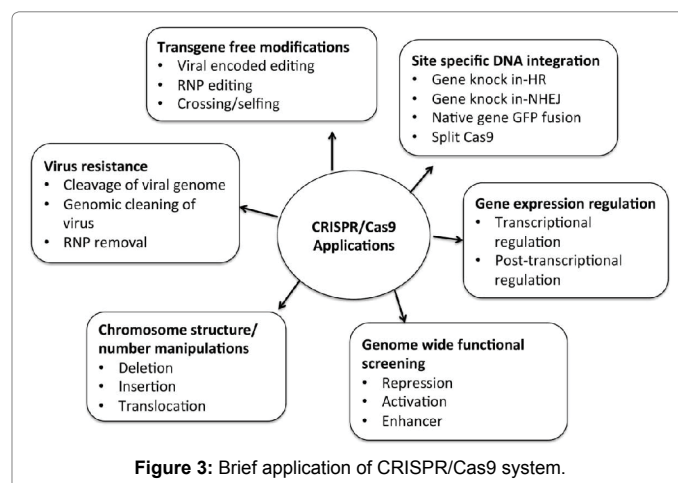 Transgene free modifications
• Viral encoded editing
• RNP editing
• Crossing/selfing
Site specific DNA integration
• Gene knock in-HR
• Gene knock in-NHEJ
• Native gene GFP fusion
• Split Cas9
Virus resistance
• Cleavage of viral genome
• Genomic cleaning of
virus
• RNP removal
CRISPR/Cas9
Applications
Gene expression regulation
• Transcriptional
regulation
• Post-transcriptional
regulation
Chromosome structure/
number manipulations
• Deletion
• Insertion
• Translocation
Genome wide functional
screening
• Repression
• Activation
• Enhancer
Figure 3: Brief application of CRISPR/Cas9 system.